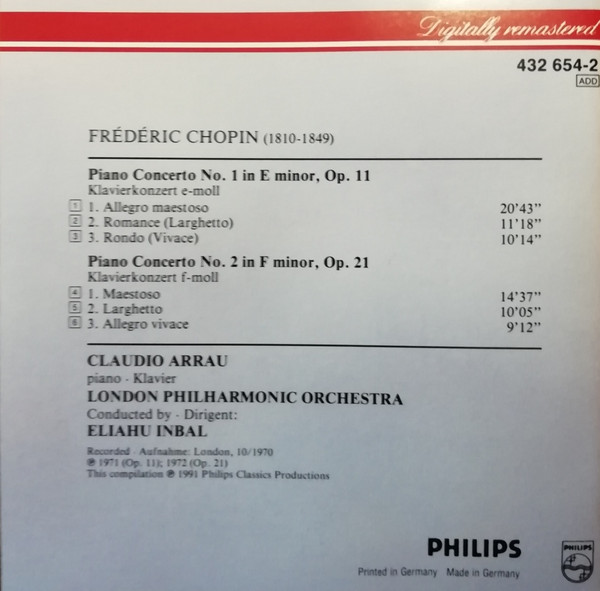 Digitally remastered
432 654-2
ADD
FRÉDÉRIC CHOPIN (1810-1849)
Piano Concerto No. 1 in E minor, Op. 11
Klavierkonzert e-moll
1 1. Allegro maestoso 20'43"
2 2. Romance (Larghetto) 11'18"
3 3. Rondo (Vivace) 10'14"
Piano Concerto No. 2 in F minor, Op. 21
Klavierkonzert f-moll
4 1. Maestoso 14'37"
5 2. Larghetto 10'05"
6 3. Allegro vivace 9'12"
CLAUDIO ARRAU
piano · Klavier
LONDON PHILHARMONIC ORCHESTRA
Conducted by · Dirigent:
ELIAHU INBAL
Recorded · Aufnahme: London, 10/1970
℗ 1971 (Op. 11); 1972 (Op. 21)
This compilation ℗ 1991 Philips Classics Productions
PHILIPS
PHILIPS
Printed in Germany Made in Germany